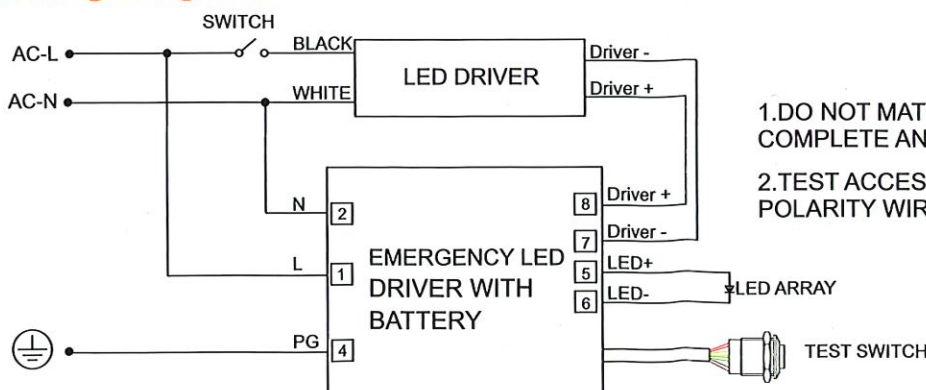 SWITCH
AC-L
BLACK
LED DRIVER
Driver -
AC-N
WHITE
Driver +
1.DO NOT MAT
COMPLETE AN
2.TEST ACCES
POLARITY WIR
N
2
8
Driver +
7
Driver -
L
1
EMERGENCY LED
DRIVER WITH
BATTERY
5
LED+
6
LED-
LED ARRAY
PG
4
TEST SWITCH